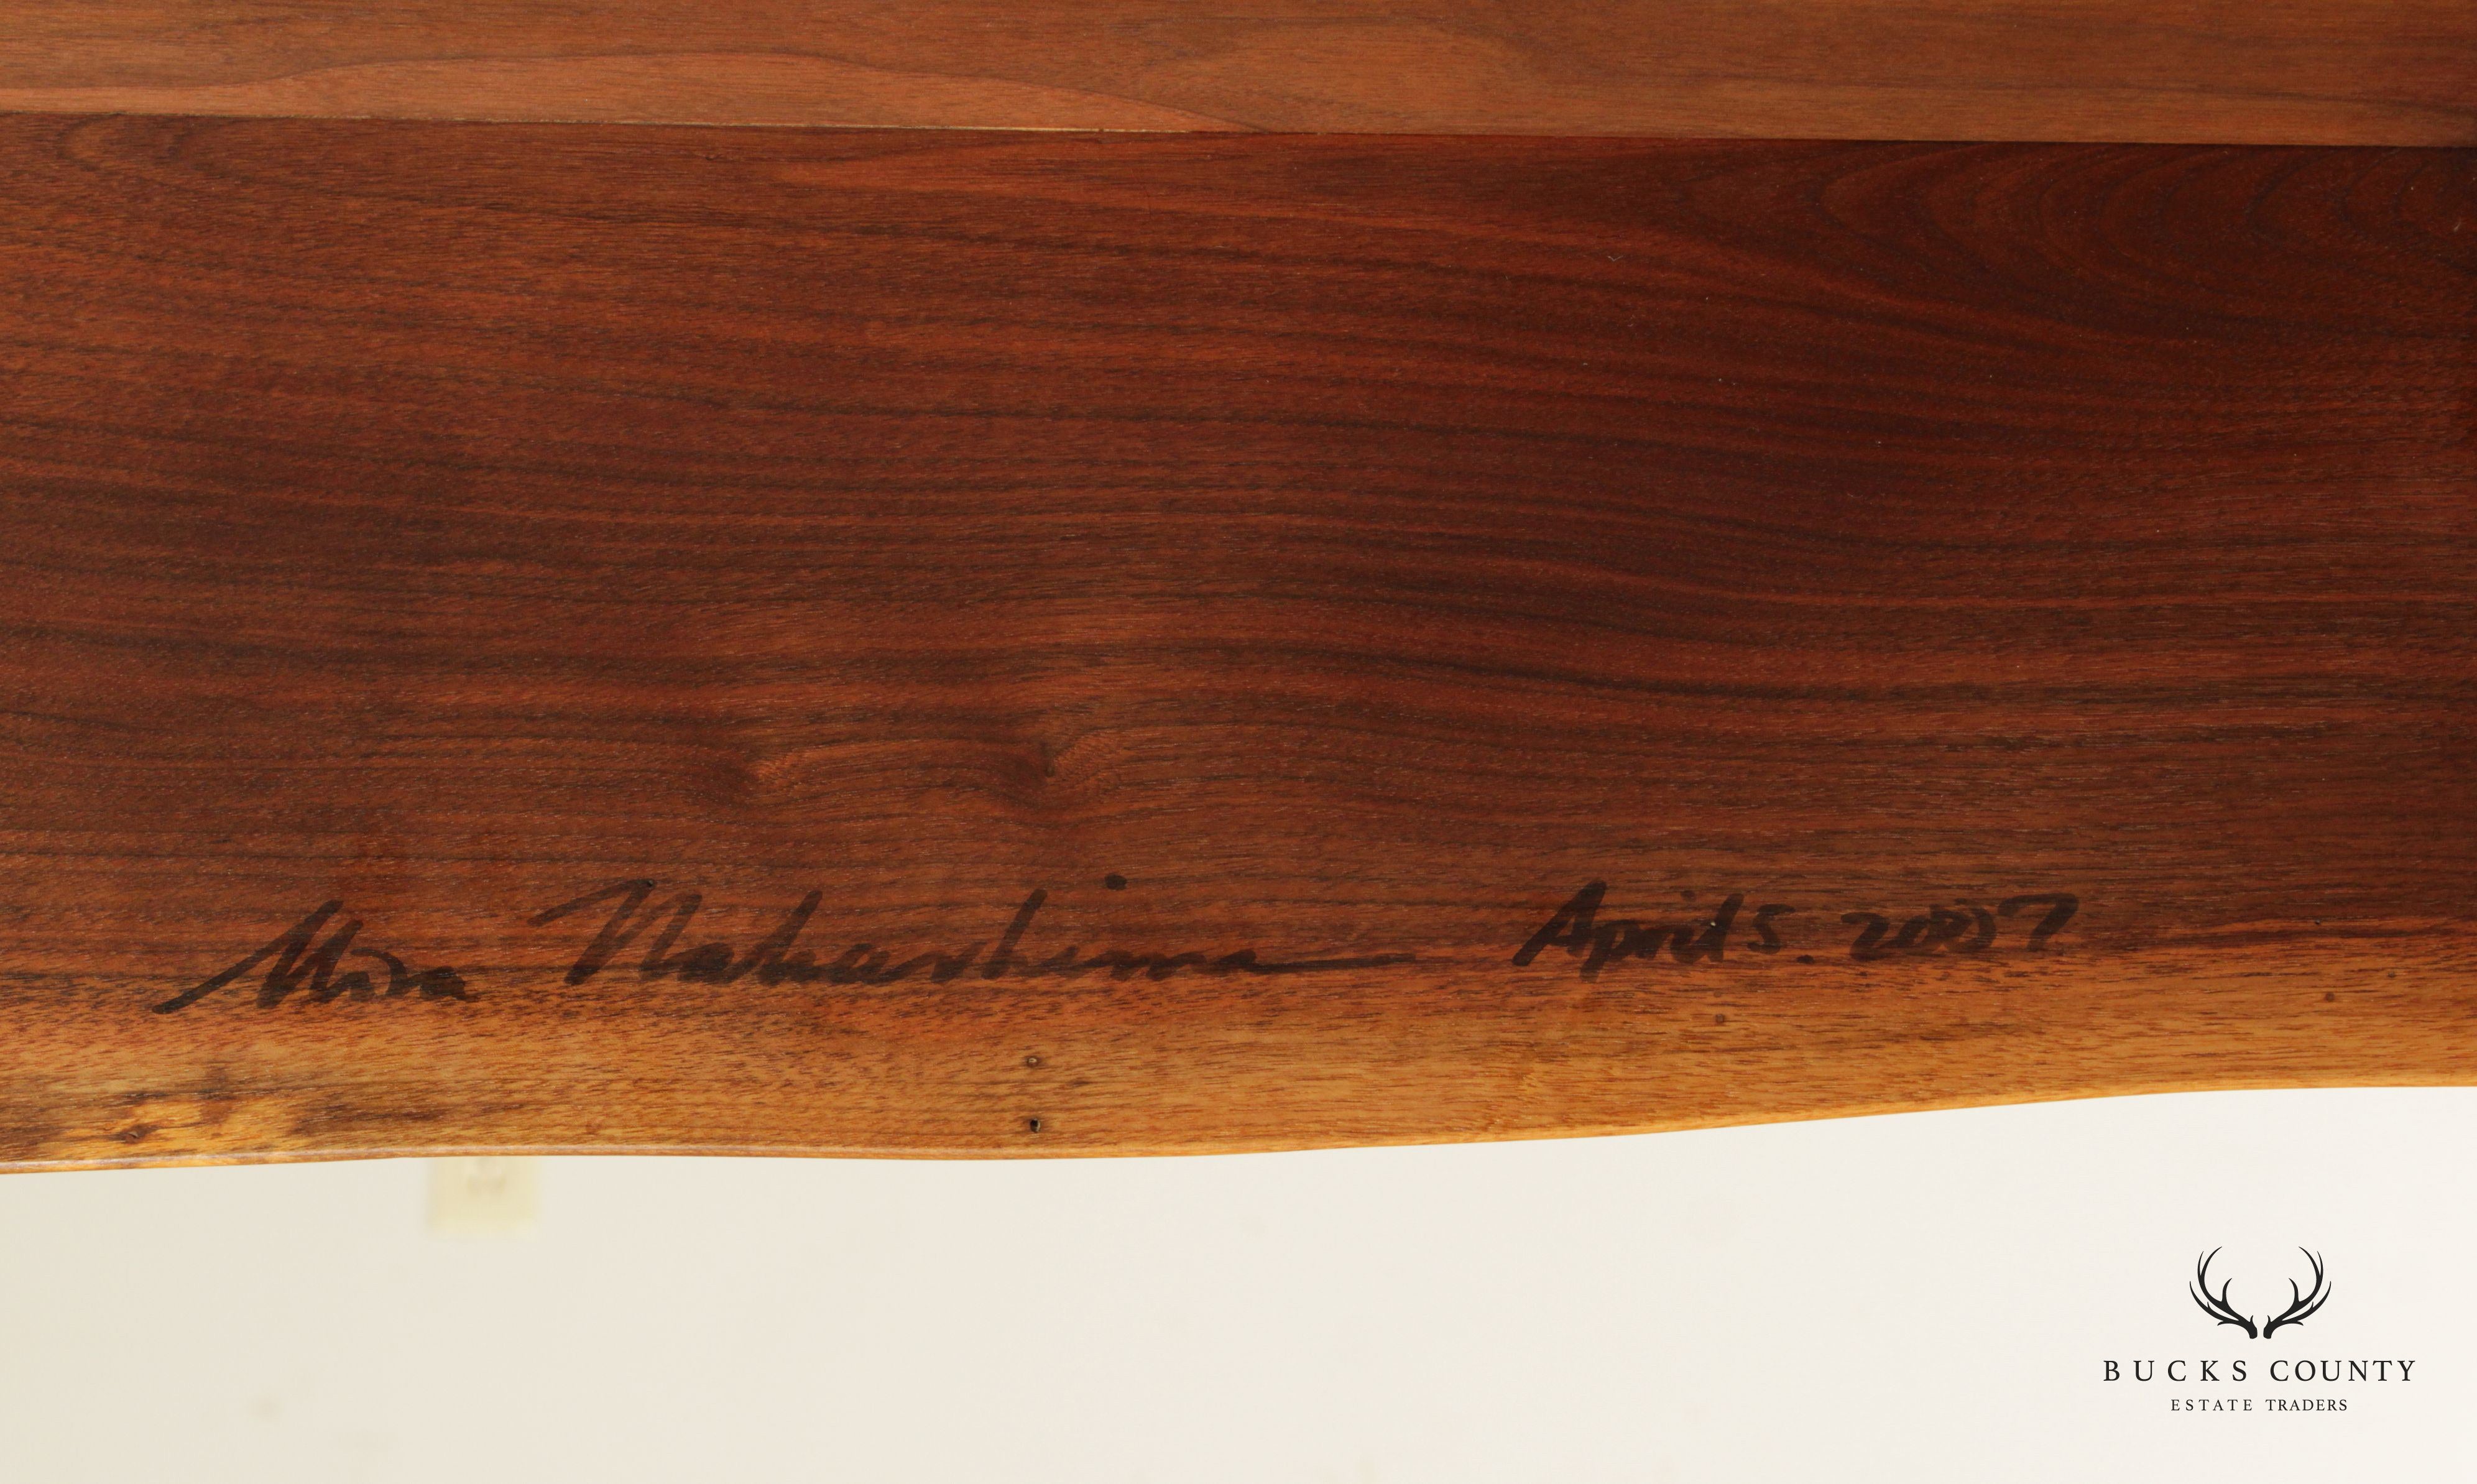 Mira Nakashima April 5. 2007
BUCKS COUNTY
ESTATE TRADERS